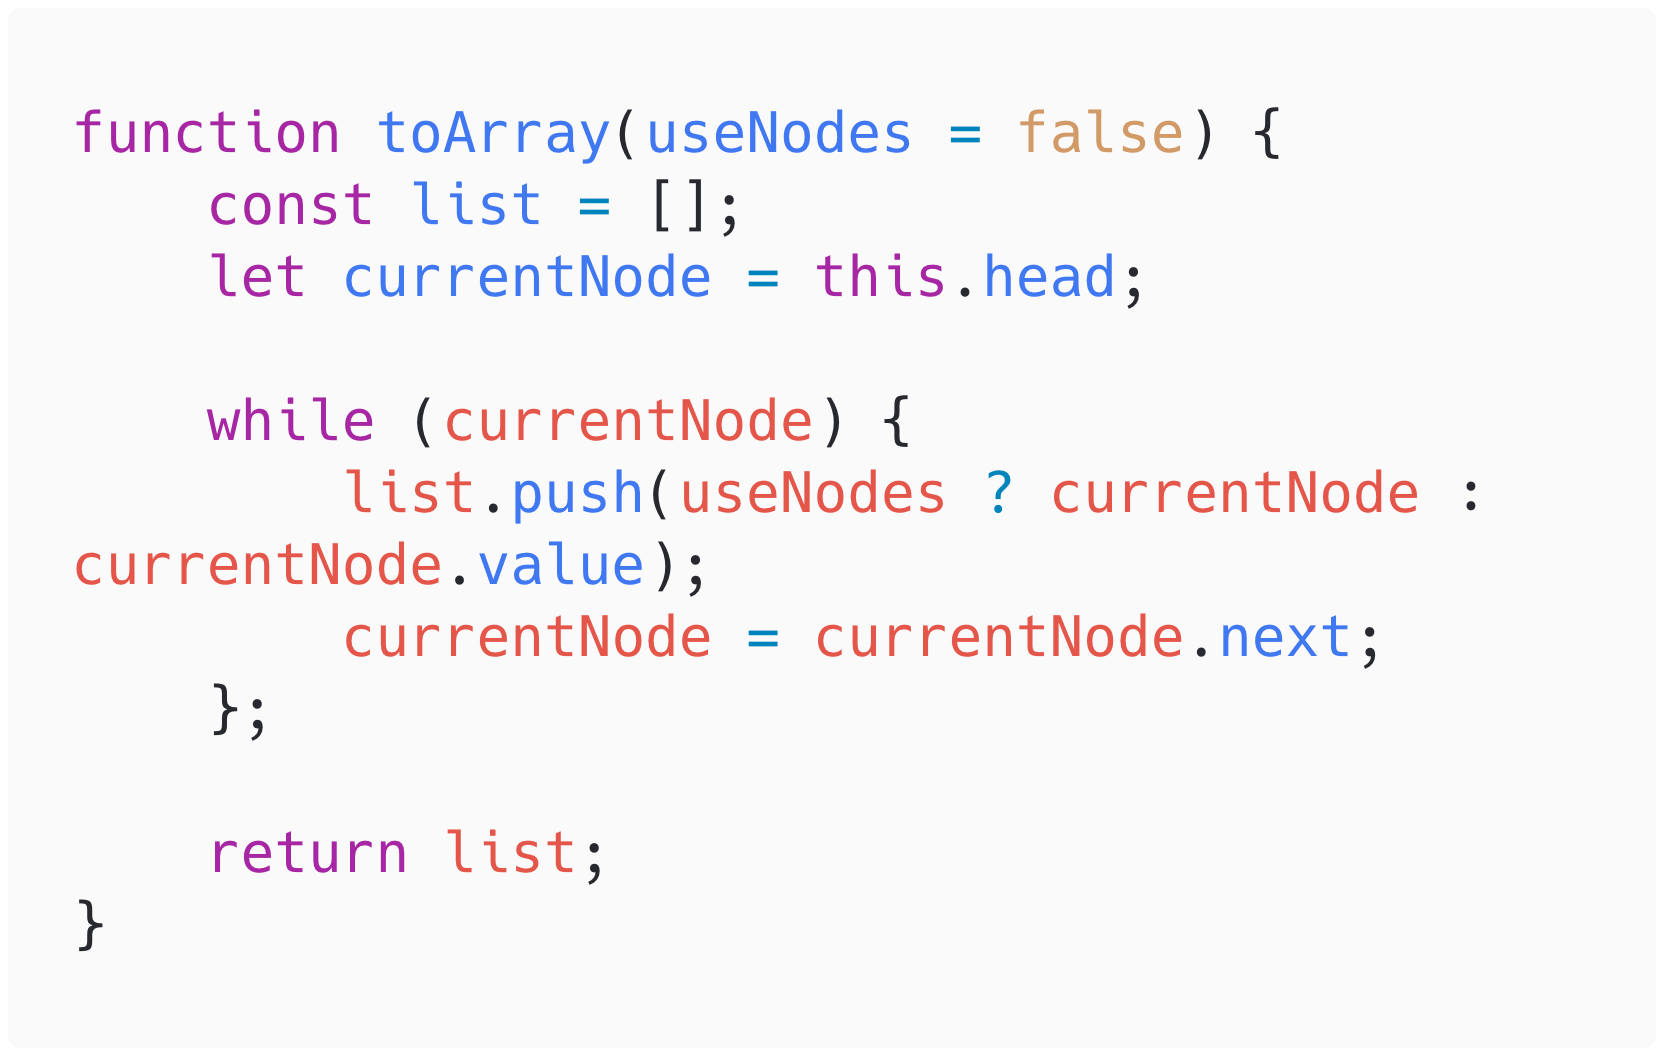 function toArray(useNodes = false) {
    const list = [];
    let currentNode = this.head;

    while (currentNode) {
        list.push(useNodes ? currentNode :
currentNode.value);
        currentNode = currentNode.next;
    };

    return list;
}